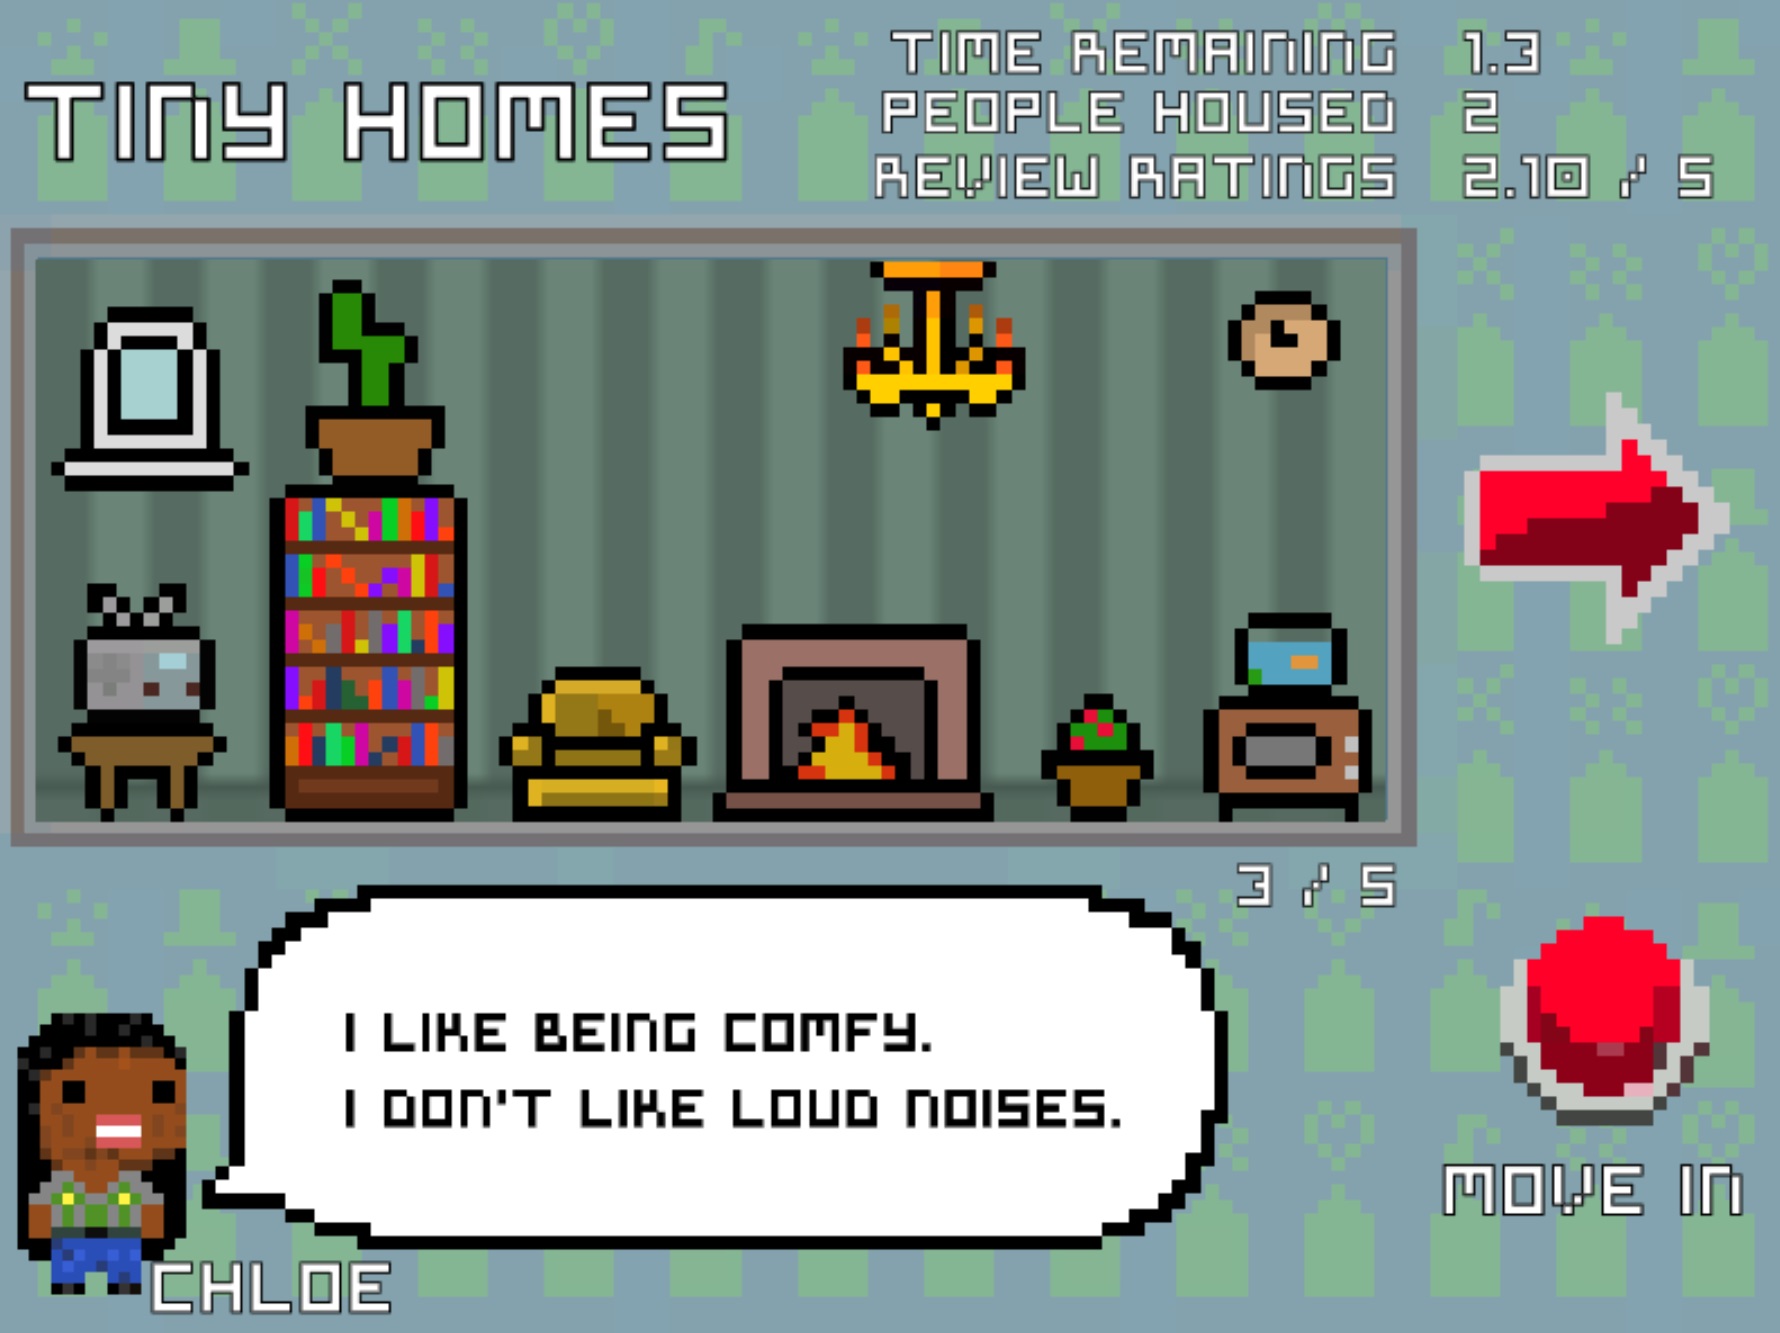 TINY HOMES
TIME REMAINING 1.3
PEOPLE HOUSED 2
REVIEW RATINGS 2.10 / 5
3 / 5
I LIKE BEING COMFY.
I DON'T LIKE LOUD NOISES.
MOVE IN
CHLOE